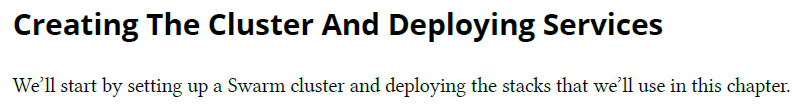 Creating The Cluster And Deploying Services
We’ll start by setting up a Swarm cluster and deploying the stacks that we’ll use in this chapter.